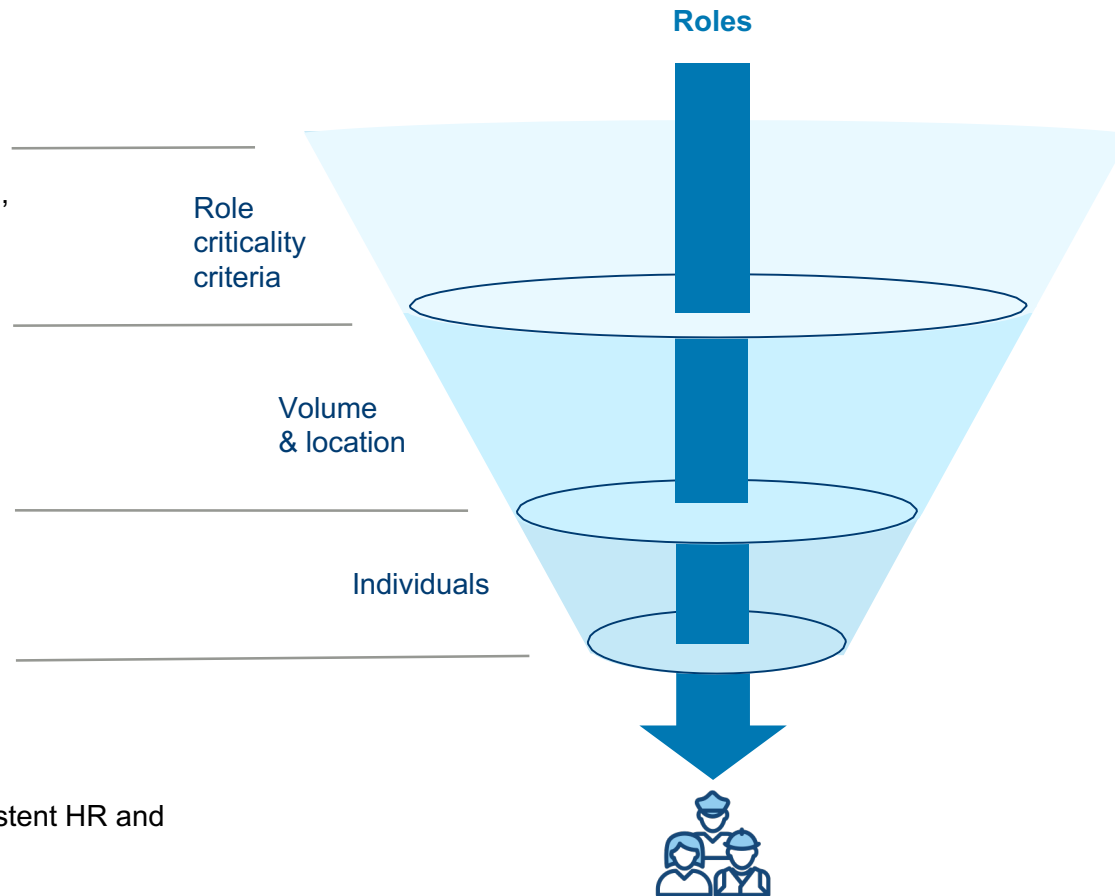 Roles
,
Role
criticality
criteria
Volume
& location
Individuals
stent HR and